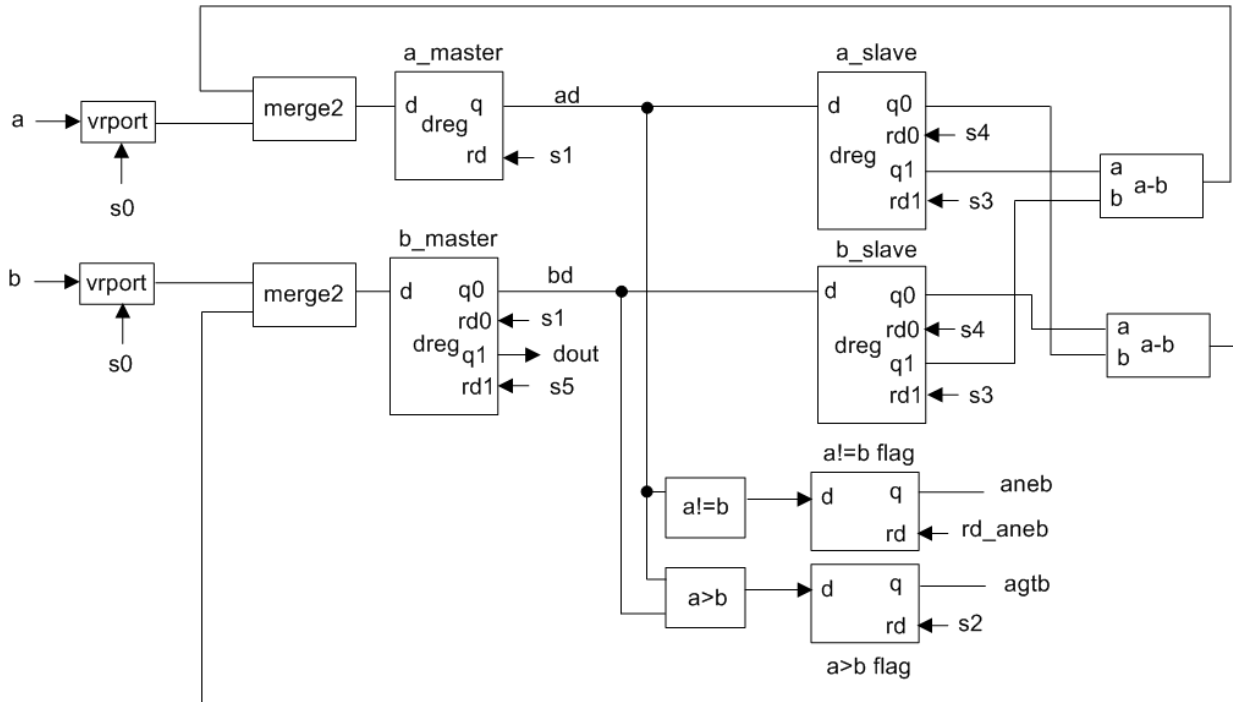 a_master
a_slave
a
vrport
merge2
d
q
dreg
rd
s1
ad
d
q0
rd0
s4
dreg
q1
rd1
s3
a
b
a-b
s0
b_master
b_slave
b
vrport
merge2
d
q0
rd0
s1
dreg
q1
dout
rd1
s5
bd
d
q0
rd0
s4
dreg
q1
rd1
s3
a
b
a-b
s0
a!=b flag
a!=b
d
q
aneb
rd
rd_aneb
a>b
d
q
agtb
rd
s2
a>b flag